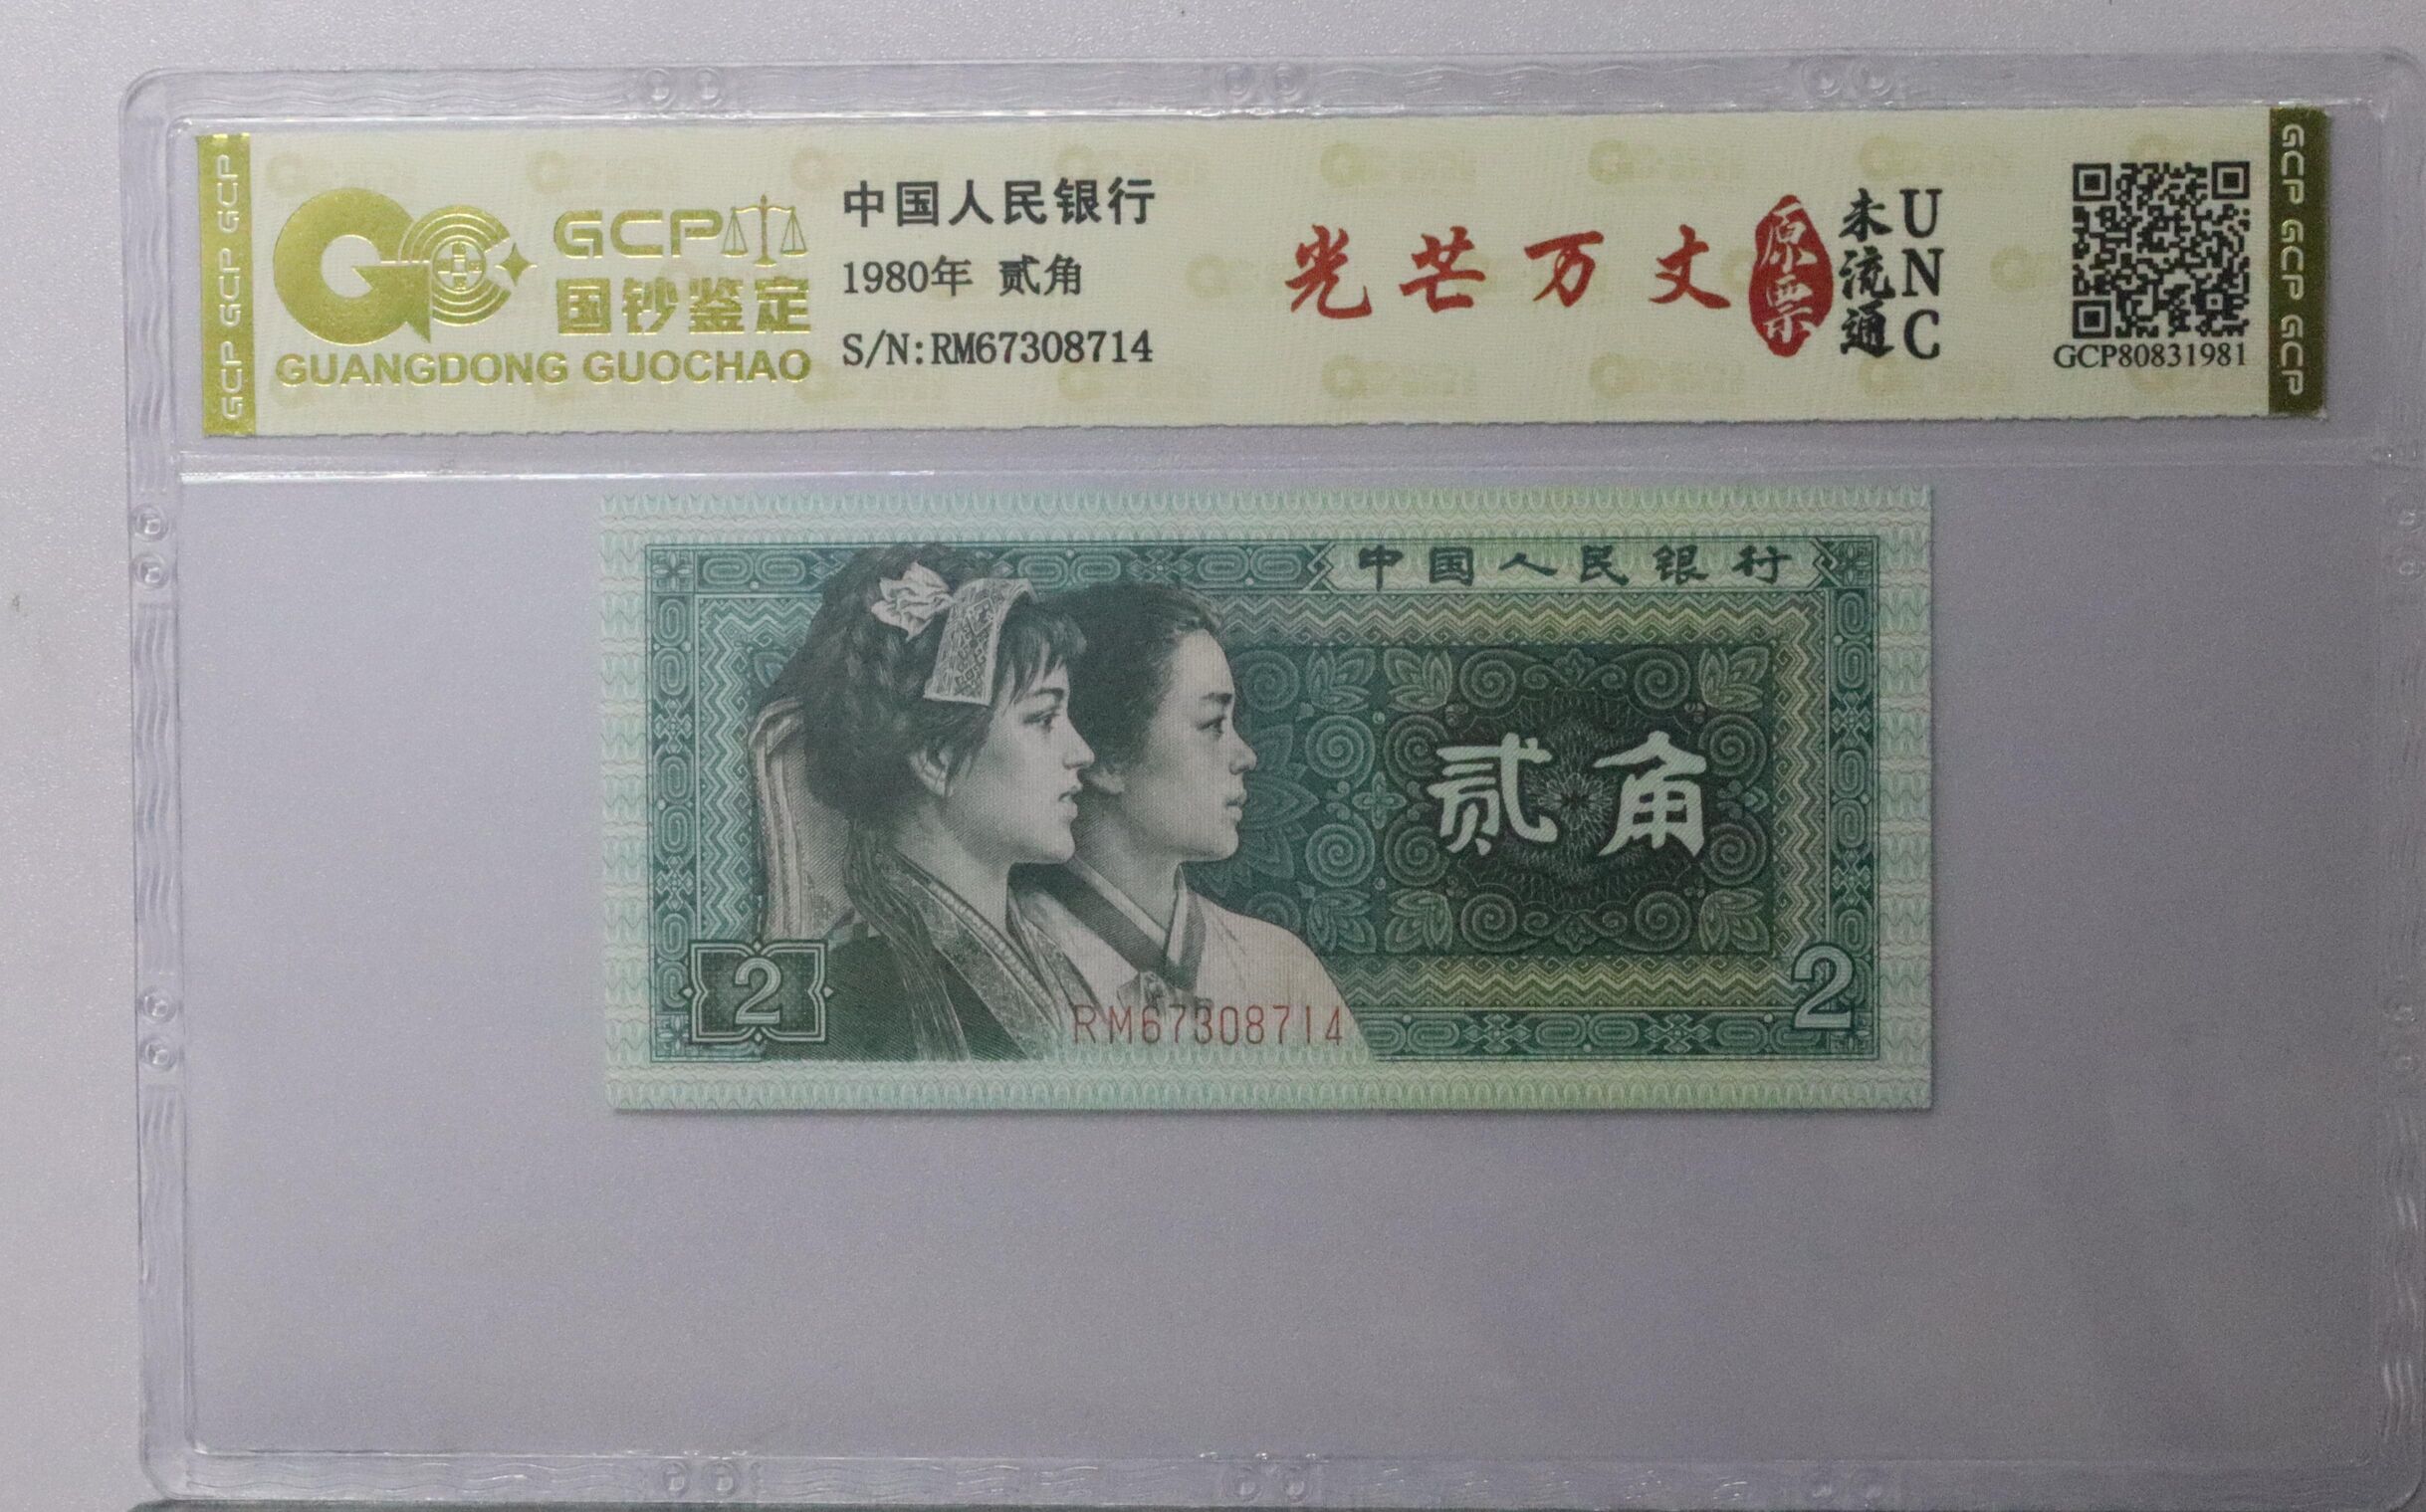 GCP GCP GCP
GCP
国钞鉴定
GUANGDONG GUOCHAO
中国人民银行
1980年 贰角
S/N:RM67308714
光芒万丈
原票
未流通
UNC
GCP80831981
GCP GCP GCP
中国人民银行
贰角
2
RM67308714
2